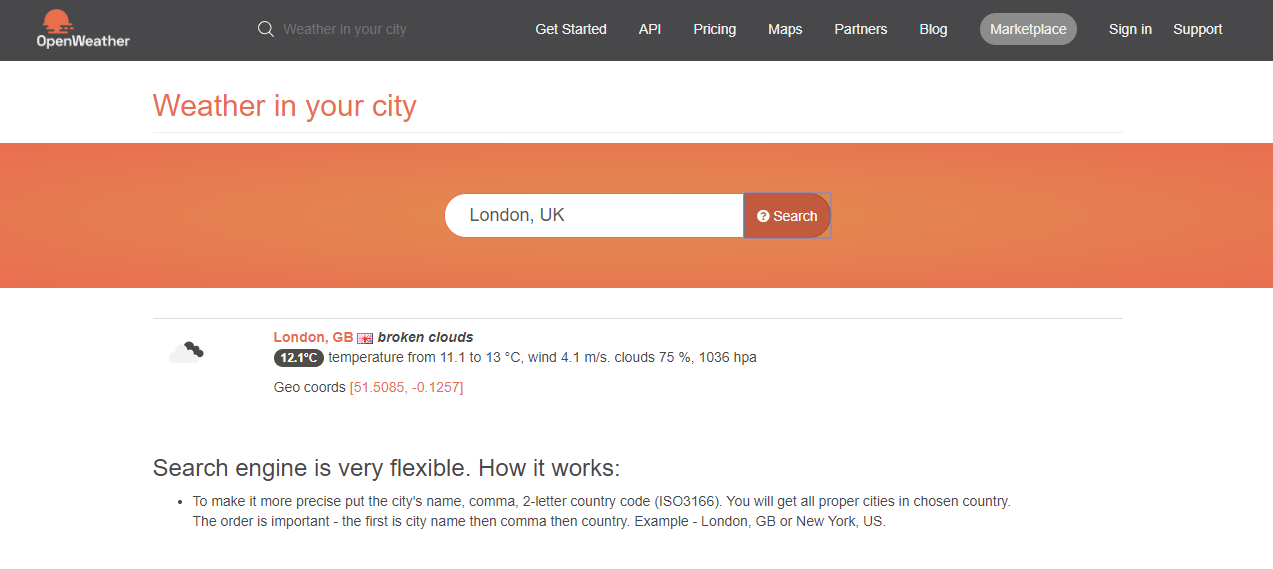 OpenWeather
Weather in your city
Get Started
API
Pricing
Maps
Partners
Blog
Marketplace
Sign in
Support
Weather in your city
London, UK
Search
London, GB broken clouds
12.1°C temperature from 11.1 to 13 °C, wind 4.1 m/s. clouds 75 %, 1036 hpa
Geo coords [51.5085, -0.1257]
Search engine is very flexible. How it works:
• To make it more precise put the city's name, comma, 2-letter country code (ISO3166). You will get all proper cities in chosen country.
The order is important - the first is city name then comma then country. Example - London, GB or New York, US.